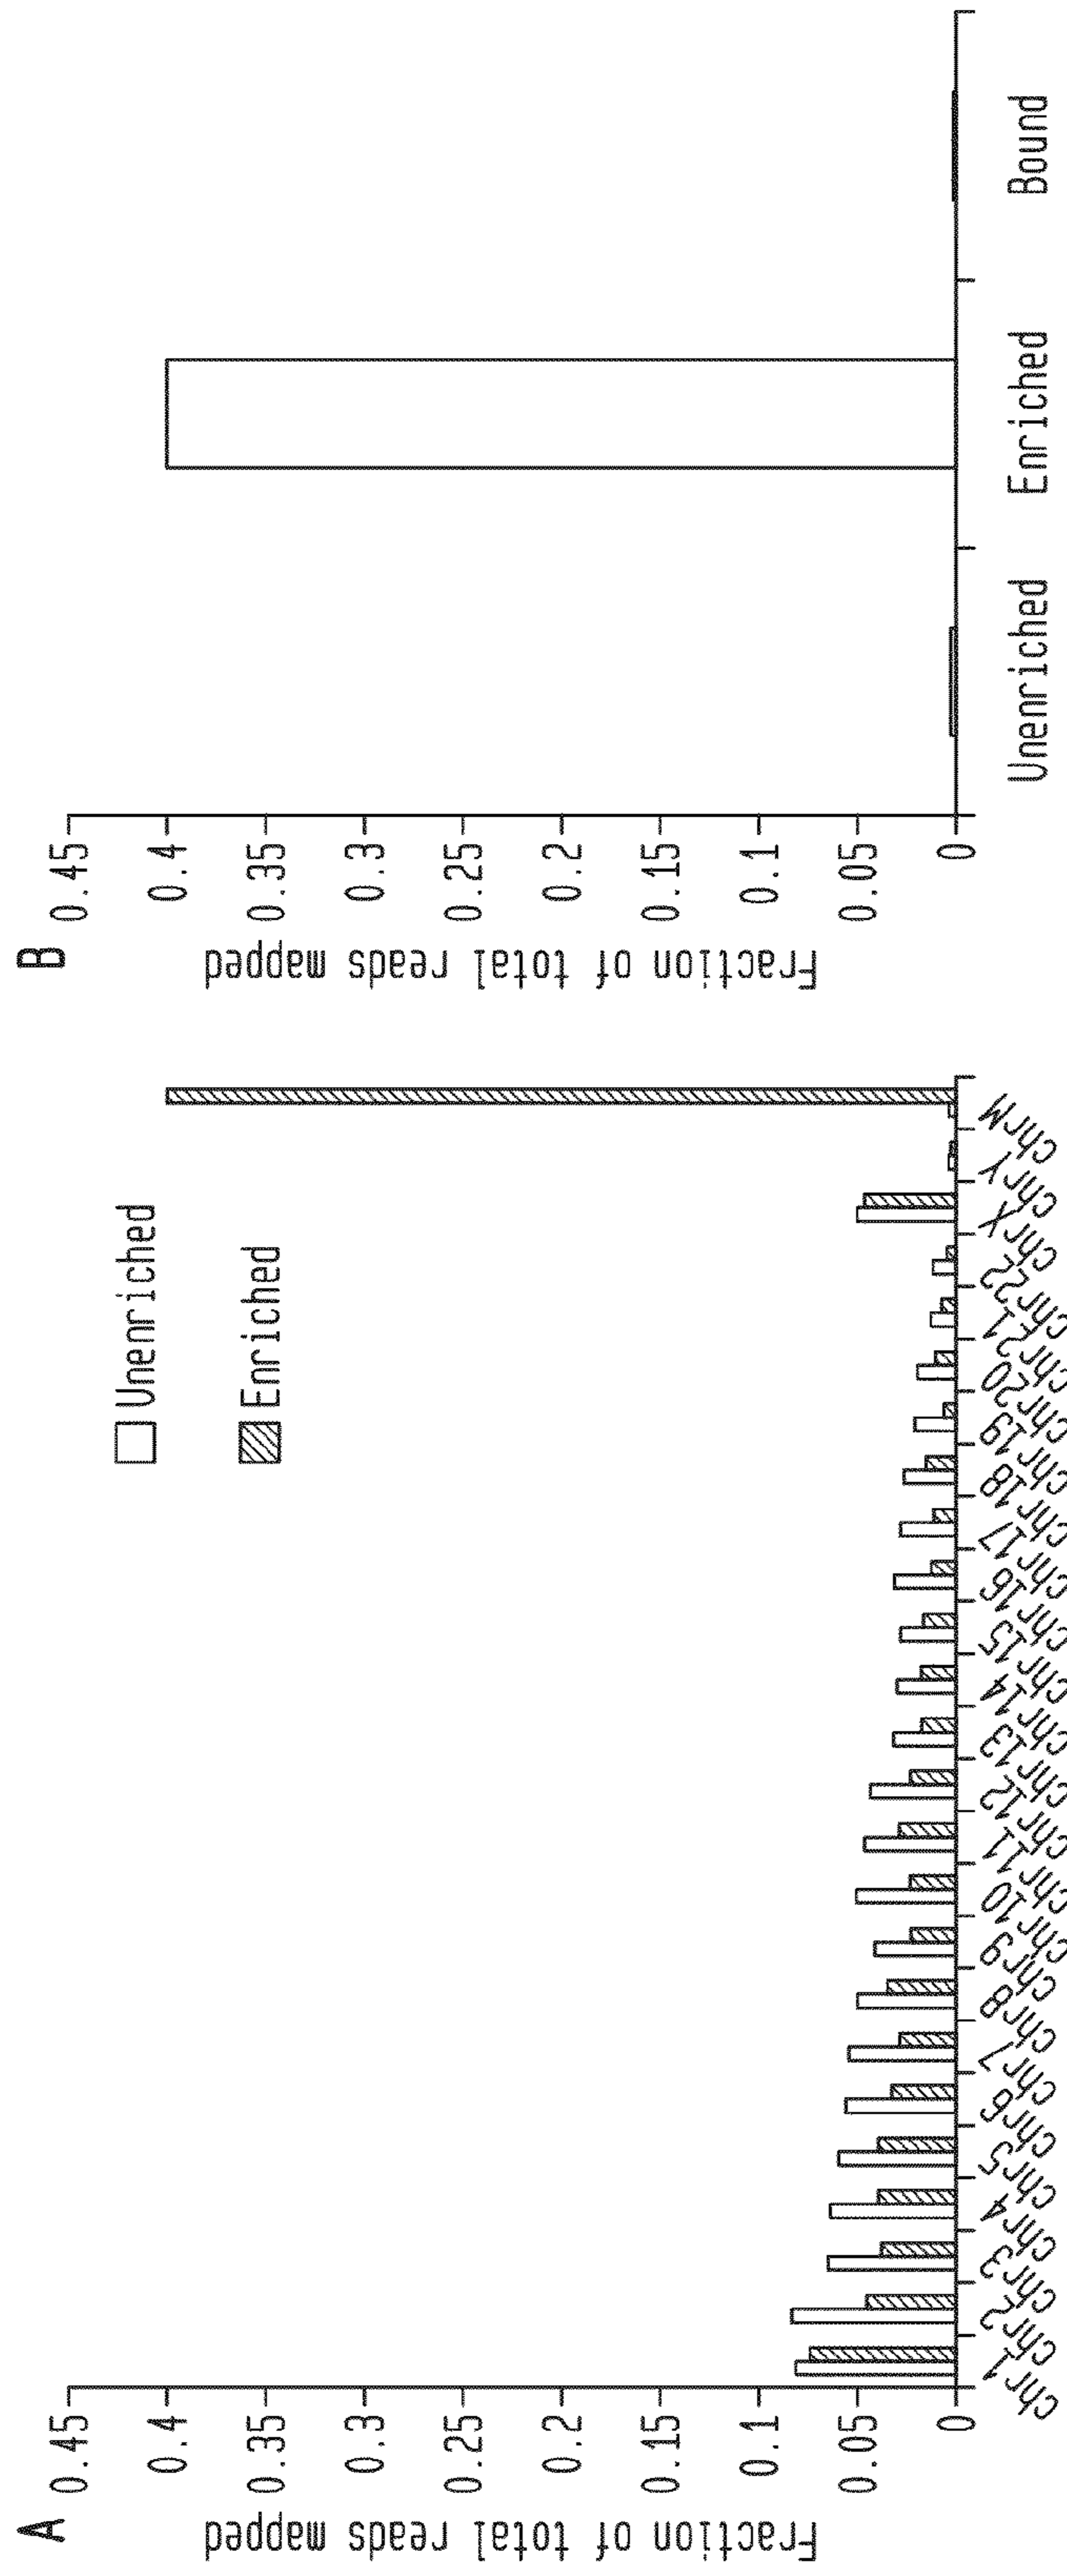 A
Fraction of total reads mapped
0.45
0.4
0.35
0.3
0.25
0.2
0.15
0.1
0.05
0
Unenriched
Enriched
chr1
chr2
chr3
chr4
chr5
chr6
chr7
chr8
chr9
chr10
chr11
chr12
chr13
chr14
chr15
chr16
chr17
chr18
chr19
chr20
chr21
chr22
chrX
chrY
chrM
B
Fraction of total reads mapped
0.45
0.4
0.35
0.3
0.25
0.2
0.15
0.1
0.05
0
Unenriched
Enriched
Bound